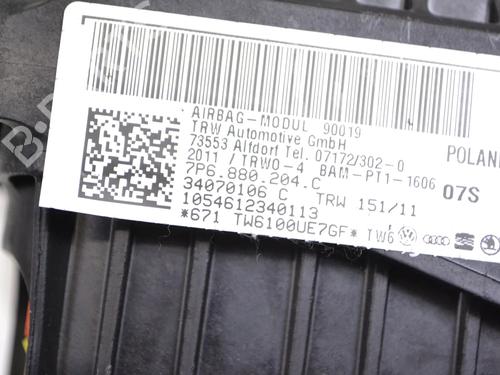 AIRBAG-MODUL 90019
TRW Automotive GmbH POLAND
73553 Alfdorf Tel. 07172/302-0
2011 / TRWO-4 BAM-PT1-1606 07S
7P6.880.204.C
34070106 C TRW 151/11
1054612340113
*671 TW6100UE7GF* TW6